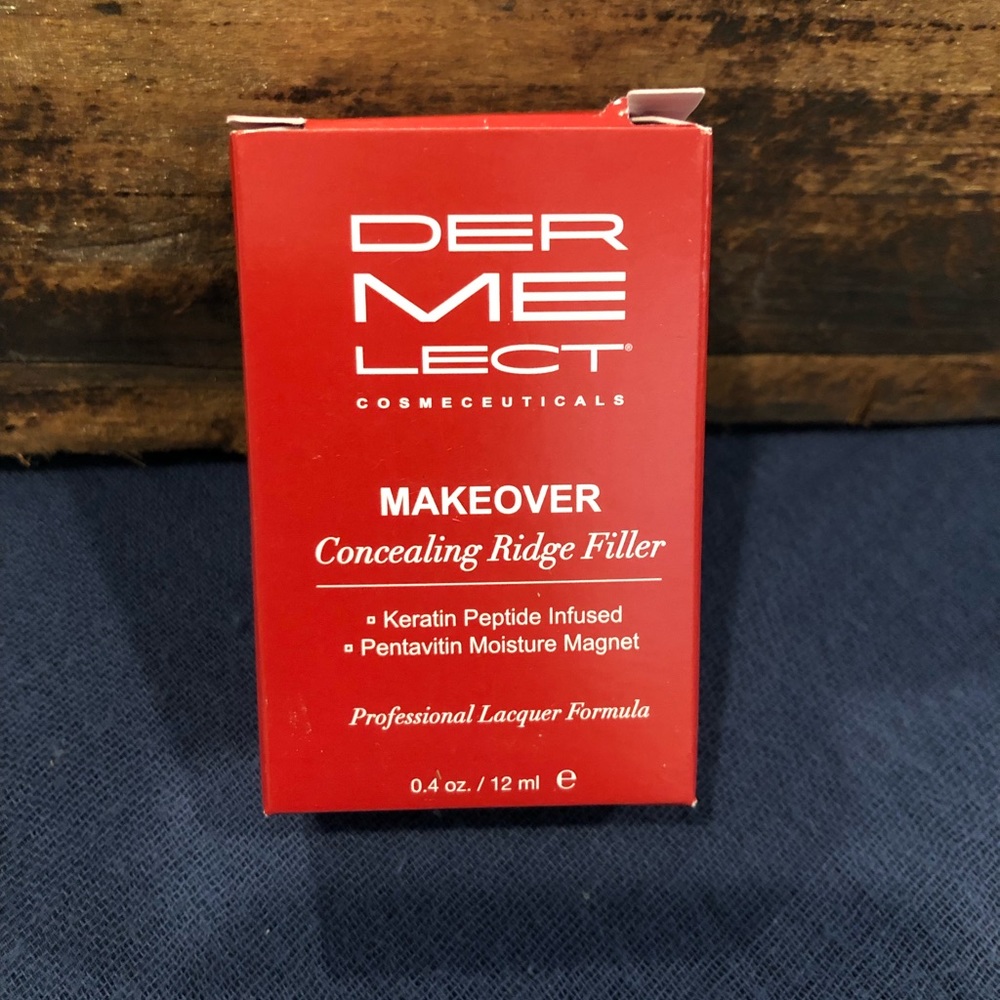 DER
ME
LECT®
COSMECEUTICALS
MAKEOVER
Concealing Ridge Filler
▫ Keratin Peptide Infused
▫ Pentavitin Moisture Magnet
Professional Lacquer Formula
0.4 oz. / 12 ml ℮